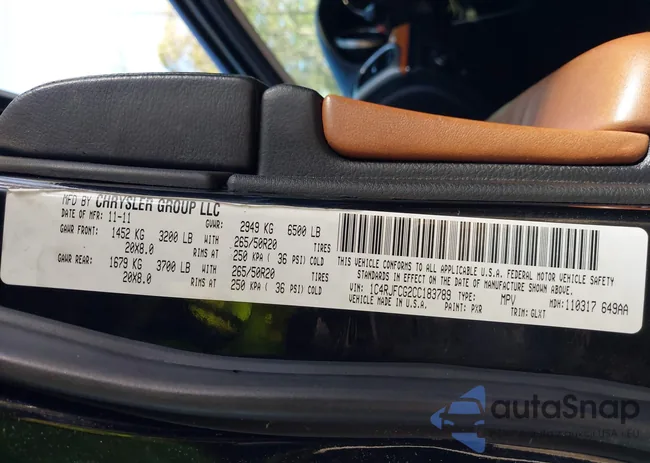 MFD BY CHRYSLER GROUP LLC
DATE OF MFR: 11-11 GVWR: 2949 KG 6500 LB
GAWR FRONT: 1452 KG 3200 LB WITH 265/50R20 TIRES
20X8.0 RIMS AT 250 KPA ( 36 PSI) COLD
GAWR REAR: 1679 KG 3700 LB WITH 265/50R20 TIRES
20X8.0 RIMS AT 250 KPA ( 36 PSI) COLD
THIS VEHICLE CONFORMS TO ALL APPLICABLE U.S.A. FEDERAL MOTOR VEHICLE SAFETY
STANDARDS IN EFFECT ON THE DATE OF MANUFACTURE SHOWN ABOVE.
VIN: 1C4RJFCG2CC183789 TYPE: MPV MDH: 110317 649AA
VEHICLE MADE IN U.S.A. PAINT: PXR TRIM: GLXT
autoSnap